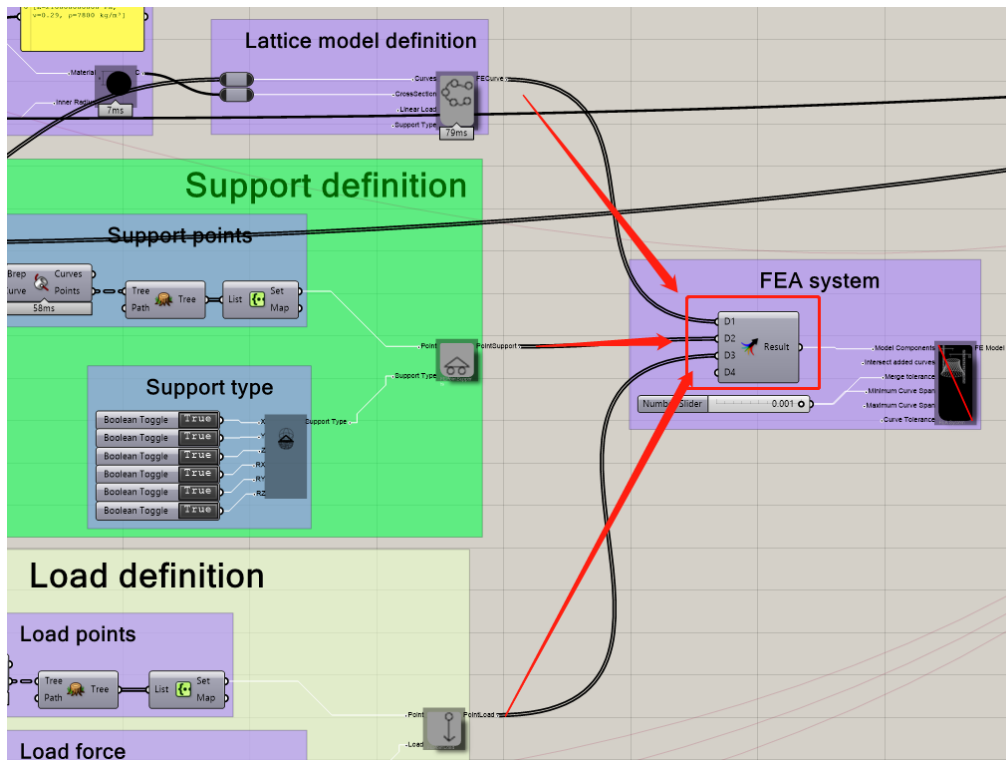 v=0.29, ρ=7880 kg/m³]
Lattice model definition
Material
C
Inner Radius
7ms
Curves
FECurve
CrossSection
Linear Load
Support Type
79ms
Support definition
Support points
Brep
Curves
Points
58ms
Tree
Path
Tree
List
Set
Map
Point
PointSupport
Support Type
Support type
Boolean Toggle True
Boolean Toggle True
Boolean Toggle True
Boolean Toggle True
Boolean Toggle True
Boolean Toggle True
X
Y
Z
RX
RY
RZ
Support Type
FEA system
D1
D2
D3
D4
Result
Model Components
FE Model
Intersect added curves
Merge tolerance
Minimum Curve Span
Maximum Curve Span
Curve Tolerance
Number Slider
0.001
Load definition
Load points
Tree
Path
Tree
List
Set
Map
Point
PointLoad
Load
Load force